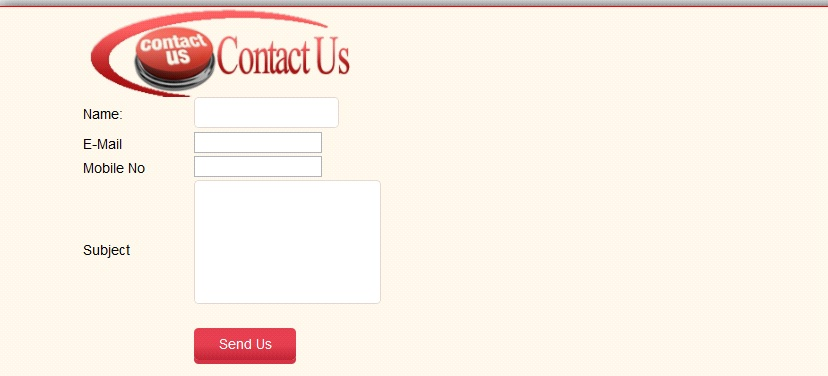 contact
us
Contact Us
Name:
E-Mail
Mobile No
Subject
Send Us